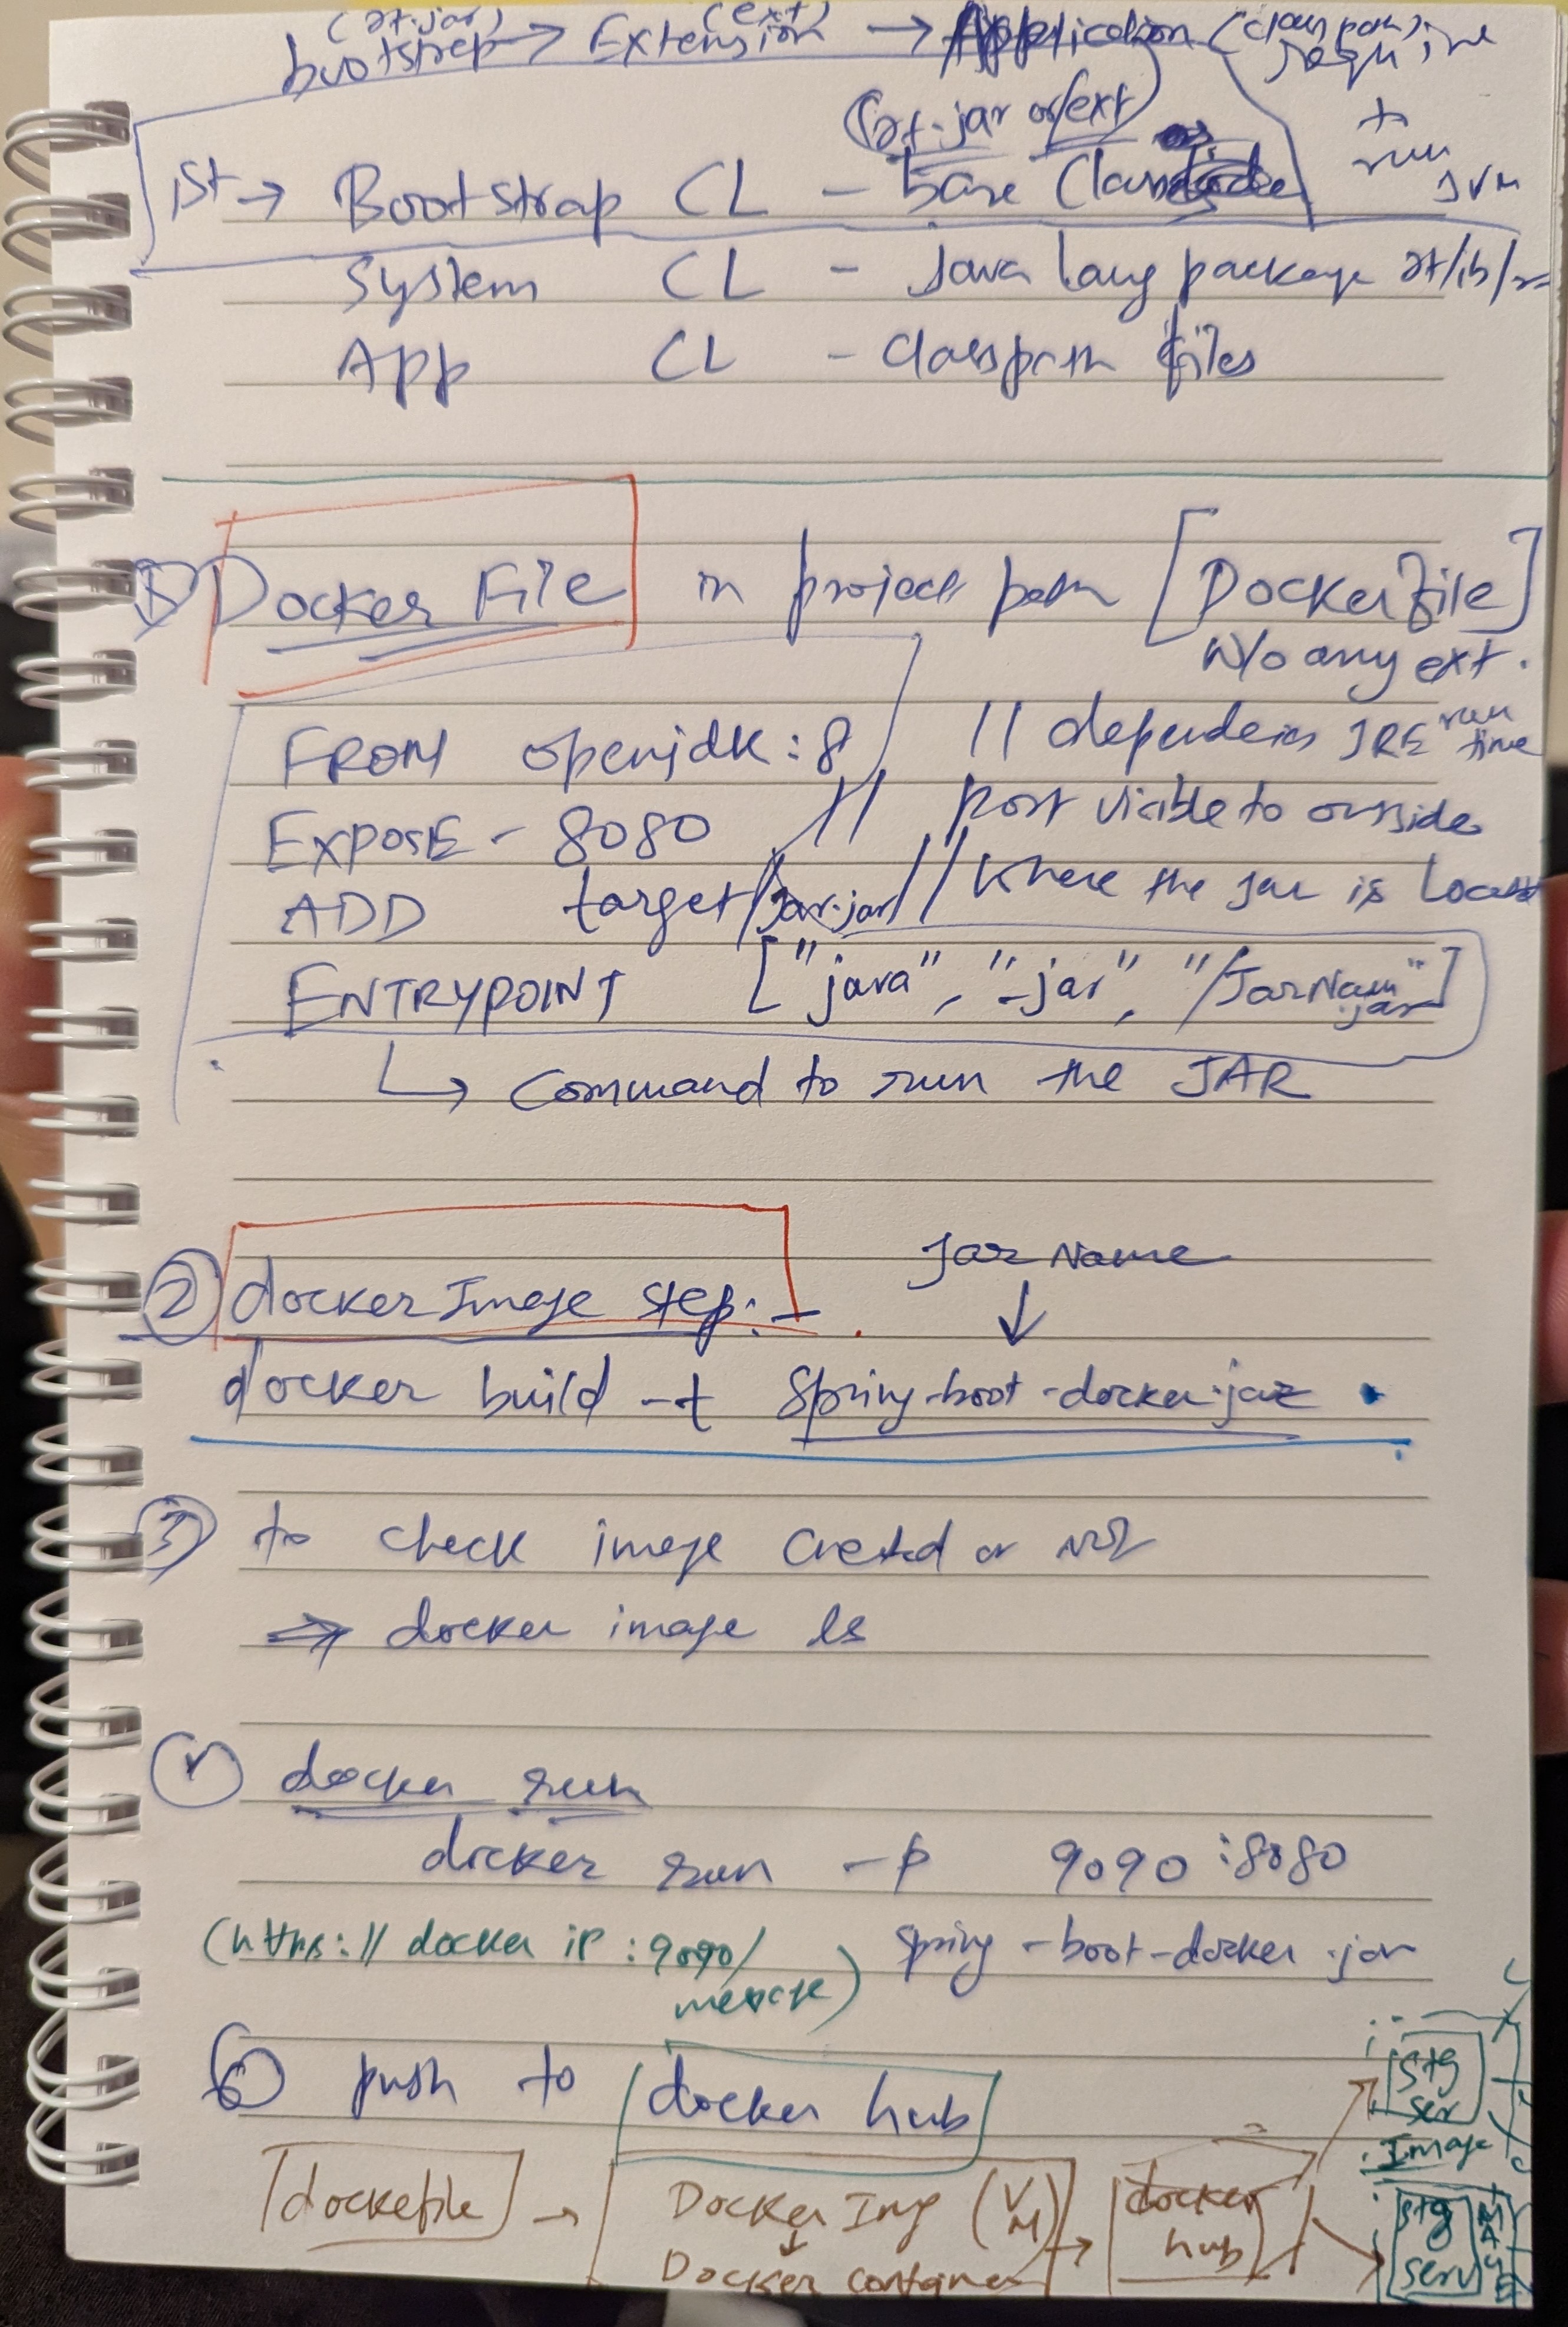 (rt.jar) (ext) (class path)
bootstrep → Extension → Application require
(rt.jar or ext) + run JVM
1st → Bootstrap CL - base Class
System CL - Java lang package rt/lib/
App CL - Classpath files
① Docker File in project path [Dockerfile]
w/o any ext.
FROM openjdk:8 // dependencies JRE run time
EXPOSE - 8080 // port visible to outside
ADD target/jar.jar // where the jar is located
ENTRYPOINT ["java", "-jar", "/JarName.jar"]
↳ Command to run the JAR
Jar Name
② docker Image step:- ↓
docker build -t Spring-boot-docker.jar .
③ to check image created or not
⇒ docker image ls
④ docker run
docker run -p 9090:8080
(https://docker ip:9090/ spring-boot-docker.jar
message)
⑤ push to docker hub
stg ser
Image
dockefile → Docker Img (VM) → docker hub
↓
Docker container
stg serv
IMAGE